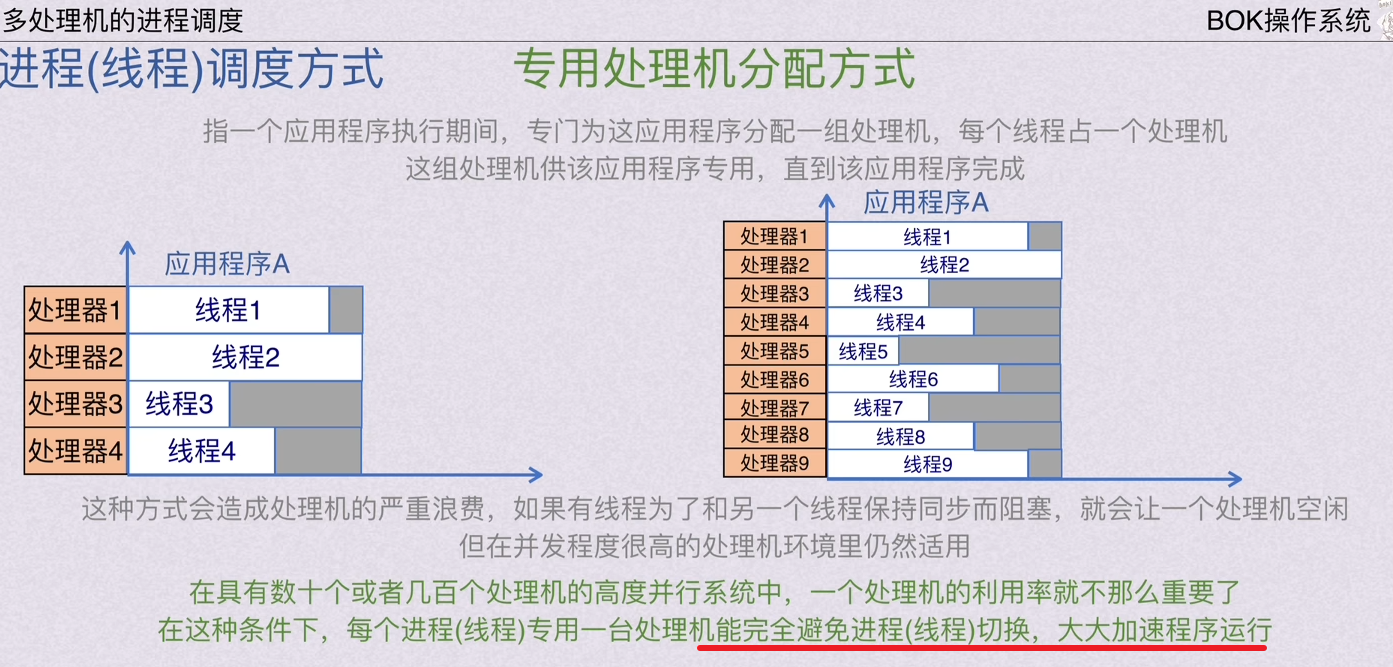 多处理机的进程调度
BOK操作系统
进程(线程)调度方式
专用处理机分配方式
指一个应用程序执行期间，专门为这应用程序分配一组处理机，每个线程占一个处理机
这组处理机供该应用程序专用，直到该应用程序完成
应用程序A
处理器1 线程1
处理器2 线程2
处理器3 线程3
处理器4 线程4
应用程序A
处理器1 线程1
处理器2 线程2
处理器3 线程3
处理器4 线程4
处理器5 线程5
处理器6 线程6
处理器7 线程7
处理器8 线程8
处理器9 线程9
这种方式会造成处理机的严重浪费，如果有线程为了和另一个线程保持同步而阻塞，就会让一个处理机空闲
但在并发程度很高的处理机环境里仍然适用
在具有数十个或者几百个处理机的高度并行系统中，一个处理机的利用率就不那么重要了
在这种条件下，每个进程(线程)专用一台处理机能完全避免进程(线程)切换，大大加速程序运行